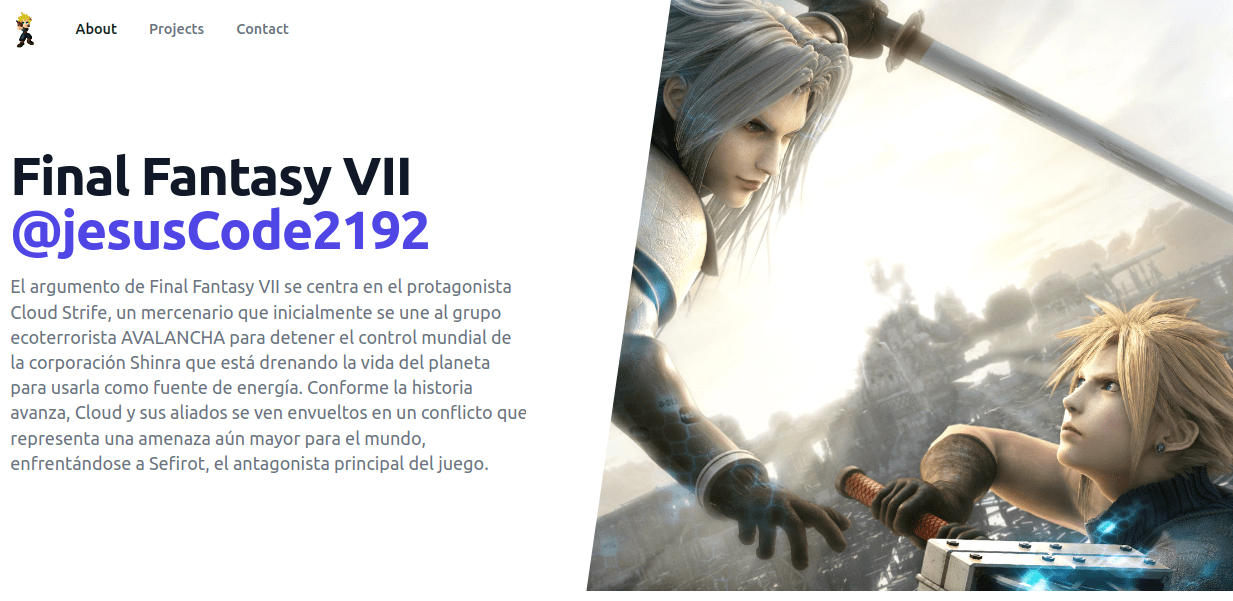 About
Projects
Contact
Final Fantasy VII
@jesusCode2192
El argumento de Final Fantasy VII se centra en el protagonista
Cloud Strife, un mercenario que inicialmente se une al grupo
ecoterrorista AVALANCHA para detener el control mundial de
la corporación Shinra que está drenando la vida del planeta
para usarla como fuente de energía. Conforme la historia
avanza, Cloud y sus aliados se ven envueltos en un conflicto que
representa una amenaza aún mayor para el mundo,
enfrentándose a Sefirot, el antagonista principal del juego.